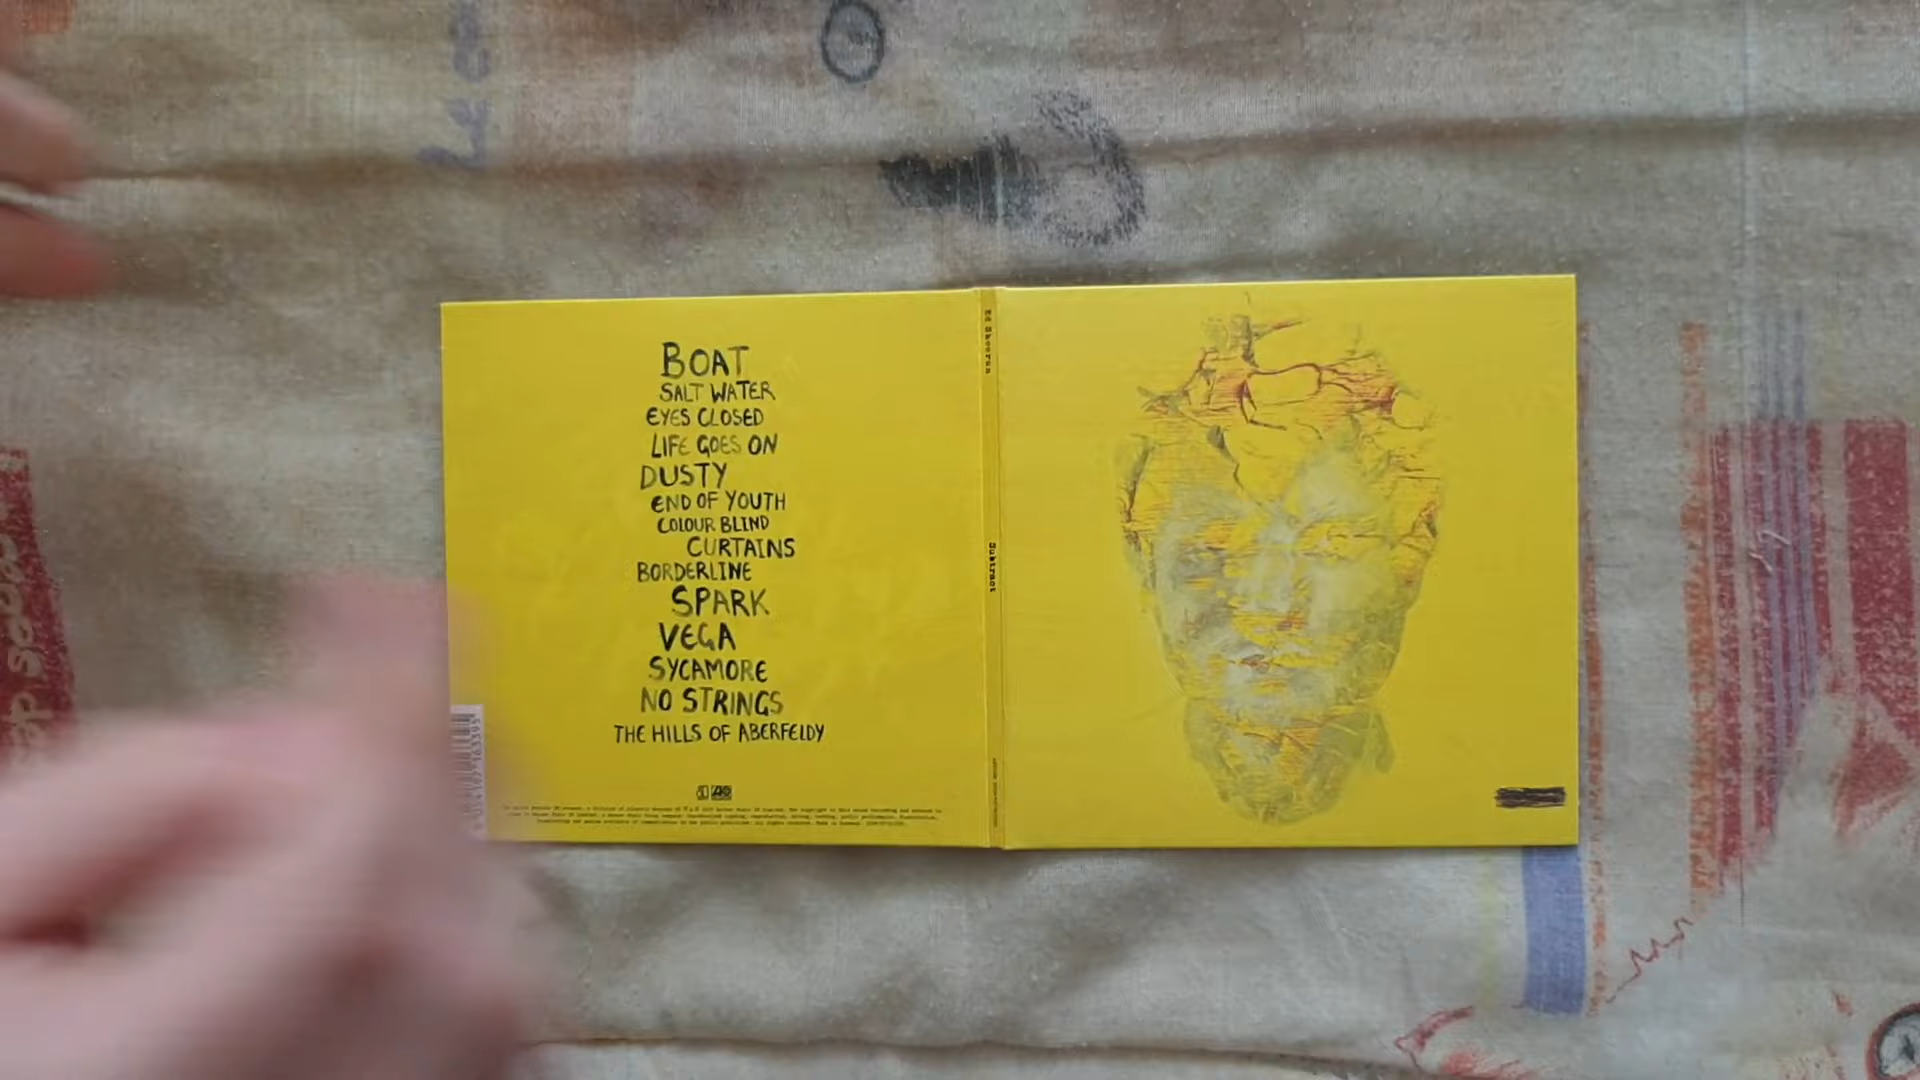 BOAT
SALT WATER
EYES CLOSED
LIFE GOES ON
DUSTY
END OF YOUTH
COLOUR BLIND
CURTAINS
BORDERLINE
SPARK
VEGA
SYCAMORE
NO STRINGS
THE HILLS OF ABERFELDY
Ed Sheeran
Subtract